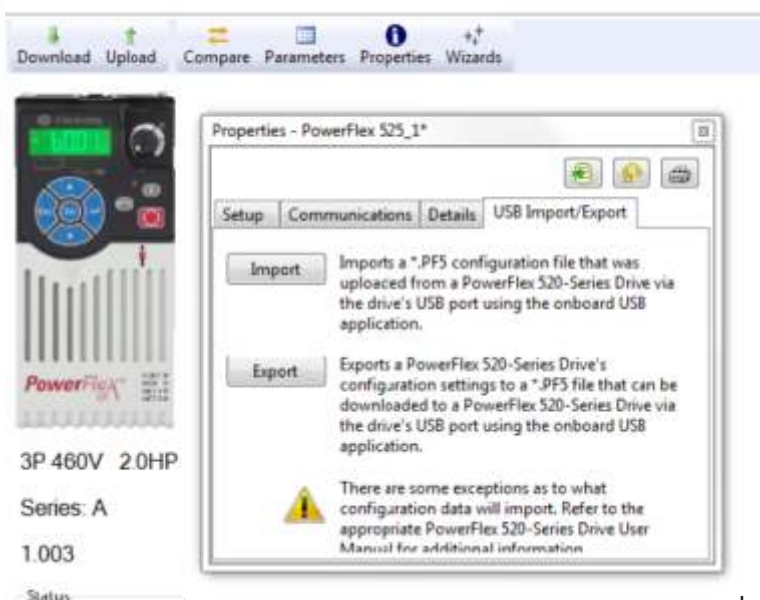 Download Upload Compare Parameters Properties Wizards
Properties - PowerFlex 525_1*
Setup Communications Details USB Import/Export
Import
Imports a *.PF5 configuration file that was
uploaced from a PowerFlex 520-Series Drive via
the drive's USB port using the onboard USB
application.
Export
Exports a PowerFlex 520-Series Drive's
configuration settings to a *.PF5 file that can be
downloaded to a PowerFlex 520-Series Drive via
the drive's USB port using the onboard USB
application.
There are some exceptions as to what
configuration data will import. Refer to the
appropriate PowerFlex 520-Series Drive User
Manual for additional information
PowerFlex
3P 460V 2.0HP
Series: A
1.003
Status